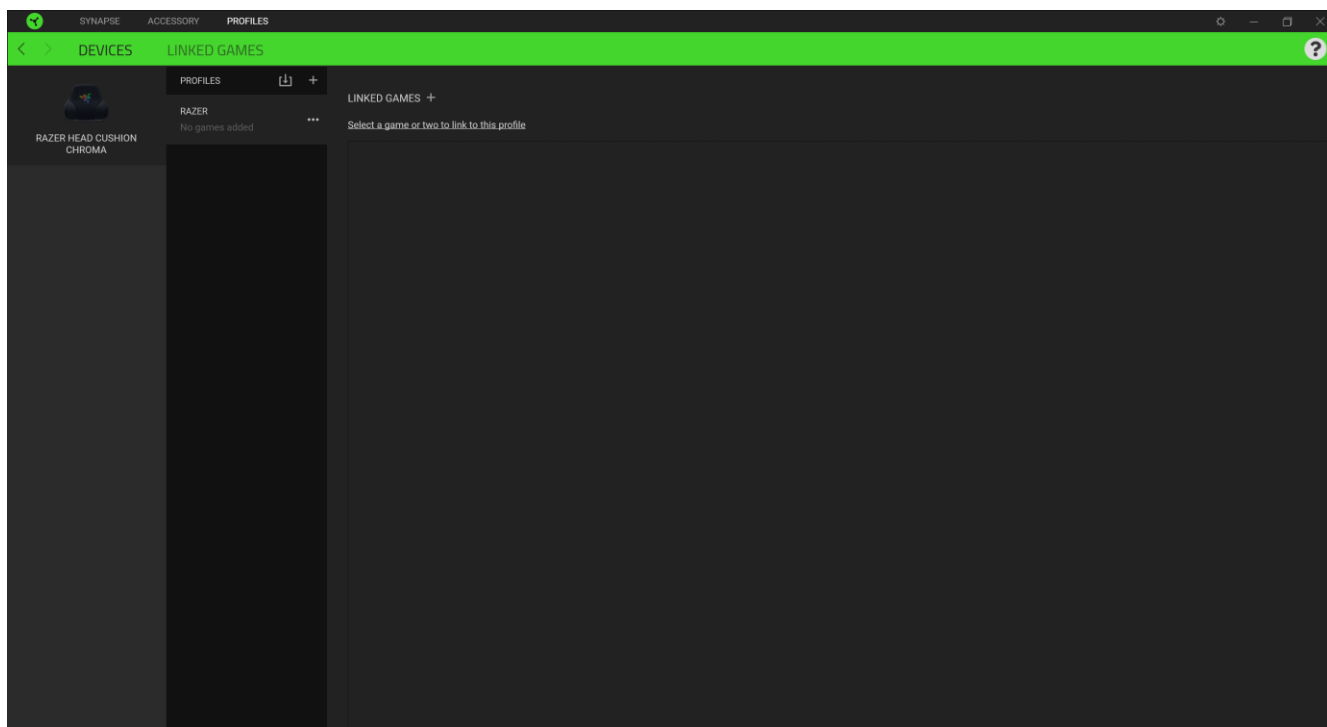 SYNAPSE ACCESSORY PROFILES
DEVICES LINKED GAMES
?
RAZER HEAD CUSHION
CHROMA
PROFILES
RAZER
No games added
LINKED GAMES +
Select a game or two to link to this profile